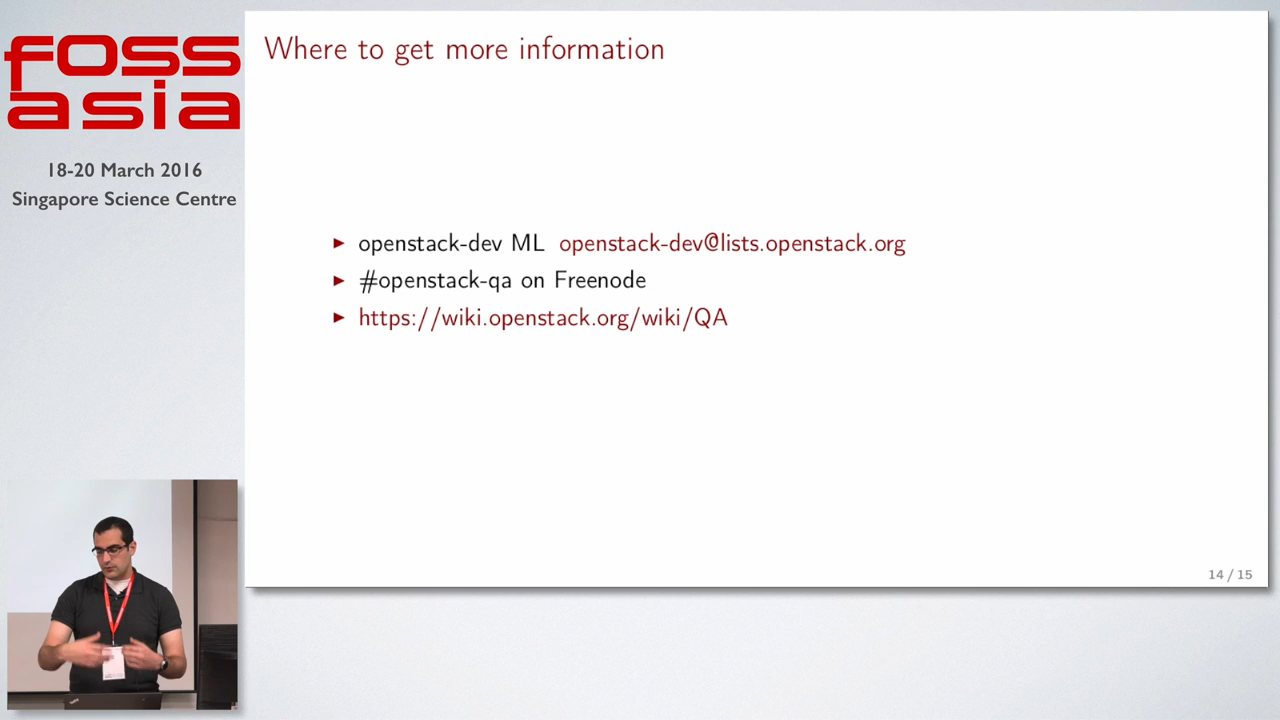 foss
asia
18-20 March 2016
Singapore Science Centre
Where to get more information
openstack-dev ML openstack-dev@lists.openstack.org
#openstack-qa on Freenode
https://wiki.openstack.org/wiki/QA
14 / 15